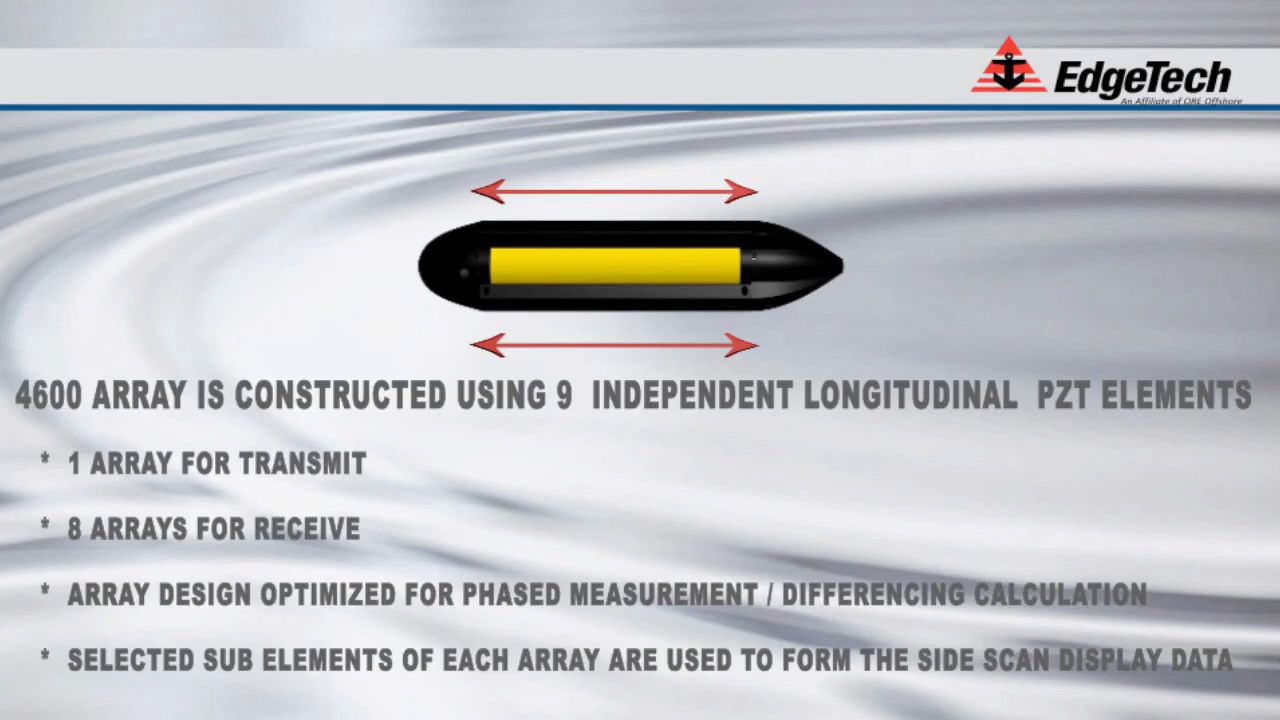 EdgeTech
An Affiliate of ORE Offshore
4600 ARRAY IS CONSTRUCTED USING 9 INDEPENDENT LONGITUDINAL PZT ELEMENTS
* 1 ARRAY FOR TRANSMIT
* 8 ARRAYS FOR RECEIVE
* ARRAY DESIGN OPTIMIZED FOR PHASED MEASUREMENT / DIFFERENCING CALCULATION
* SELECTED SUB ELEMENTS OF EACH ARRAY ARE USED TO FORM THE SIDE SCAN DISPLAY DATA